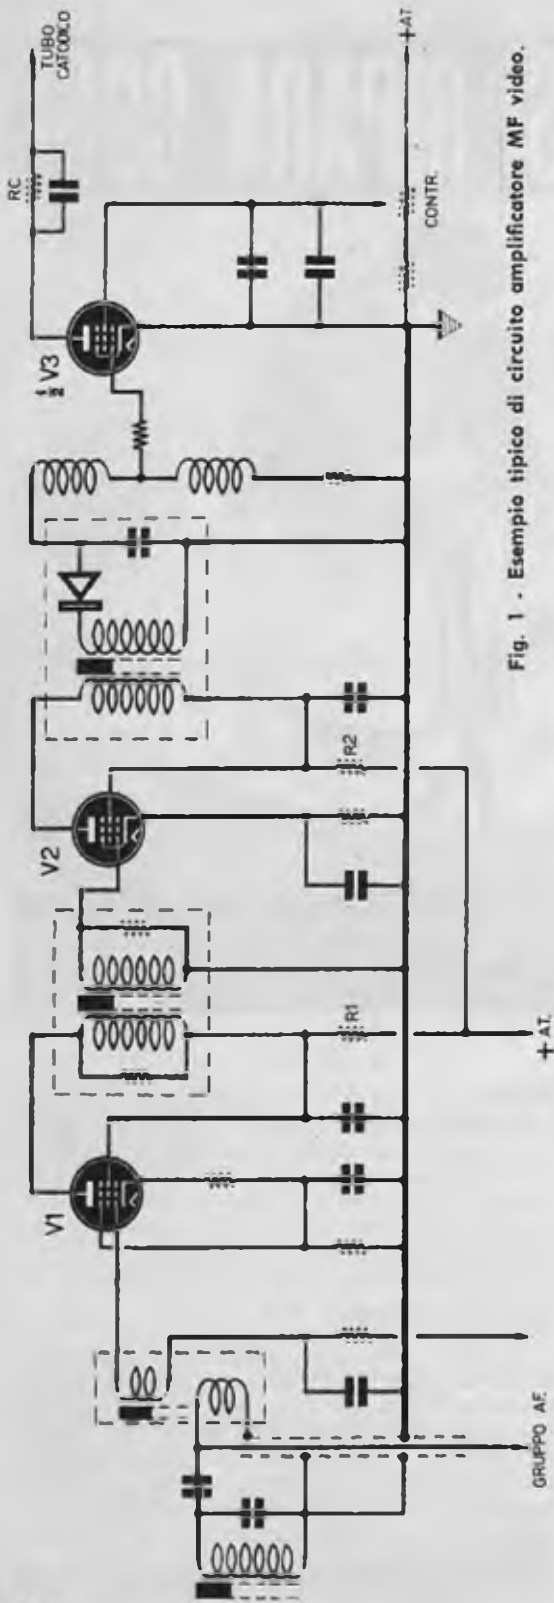 GRUPPO AF.
V1
R1
+ AT.
V2
R2
½ V3
RC
TUBO
CATODICO
CONTR.
+AT
Fig. 1 - Esempio tipico di circuito amplificatore MF video.